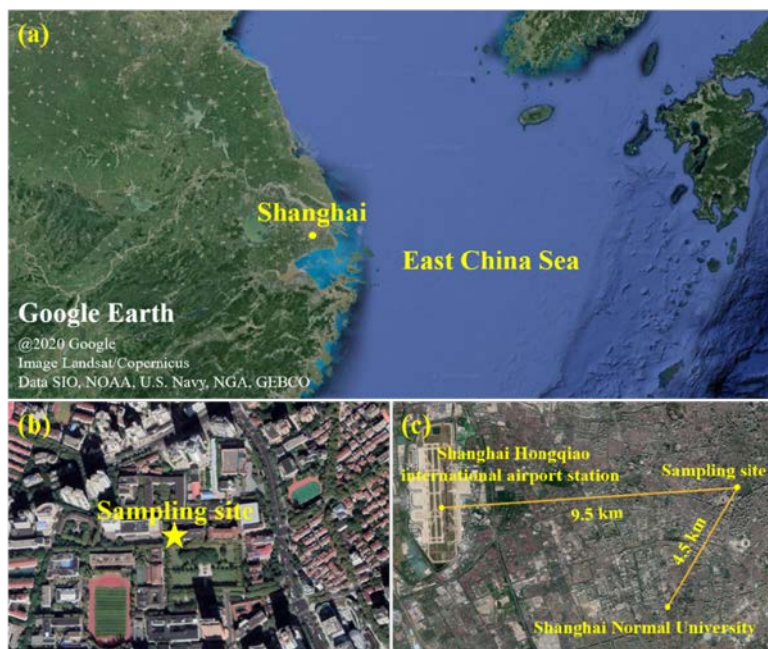 (a)
Shanghai
East China Sea
Google Earth
@2020 Google
Image Landsat/Copernicus
Data SIO, NOAA, U.S. Navy, NGA, GEBCO
(b)
Sampling site
(c)
Shanghai Hongqiao
international airport station
Sampling site
9.5 km
4.5 km
Shanghai Normal University